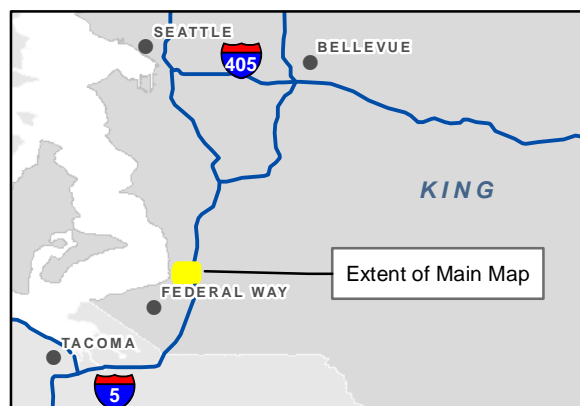 SEATTLE
BELLEVUE
405
KING
Extent of Main Map
FEDERAL WAY
TACOMA
5